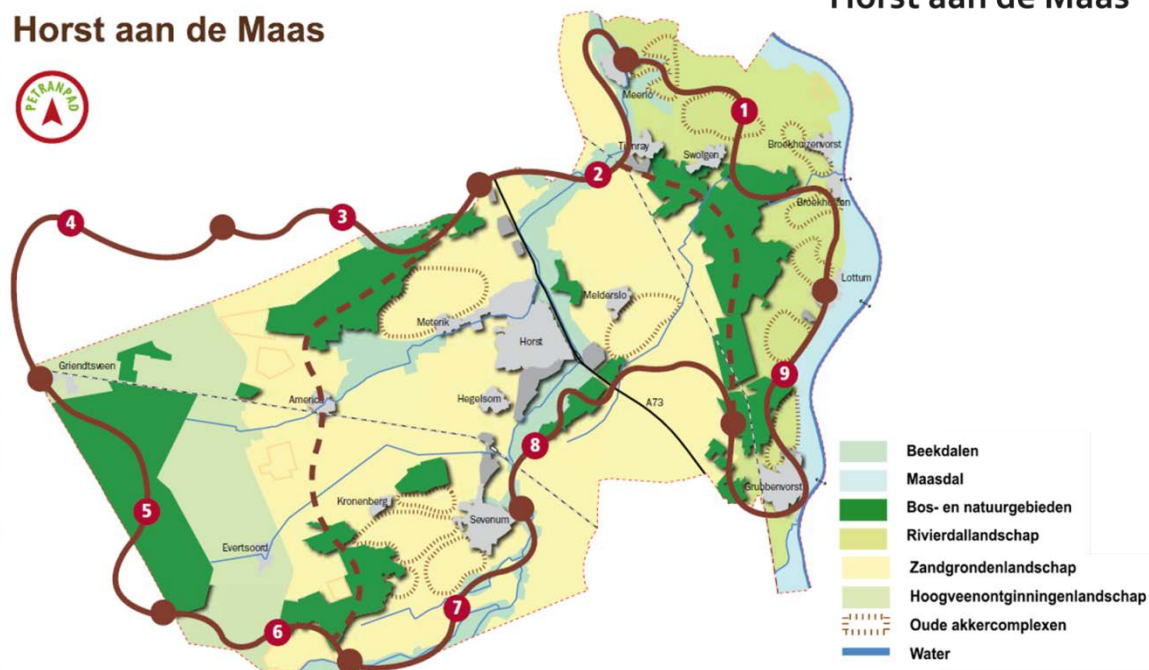 Horst aan de Maas
Horst aan de Maas
PETRANPAD
Meerlo
1
Tienray
Swolgen
Broekhuizenvorst
2
Broekhuizen
3
4
Lottum
Melderslo
Meterik
Horst
Griendtsveen
9
America
Hegelsom
A73
8
Kronenberg
Grubbenvorst
5
Sevenum
Evertsoord
7
6
Beekdalen
Maasdal
Bos- en natuurgebieden
Rivierdallandschap
Zandgrondenlandschap
Hoogveenontginningenlandschap
Oude akkercomplexen
Water